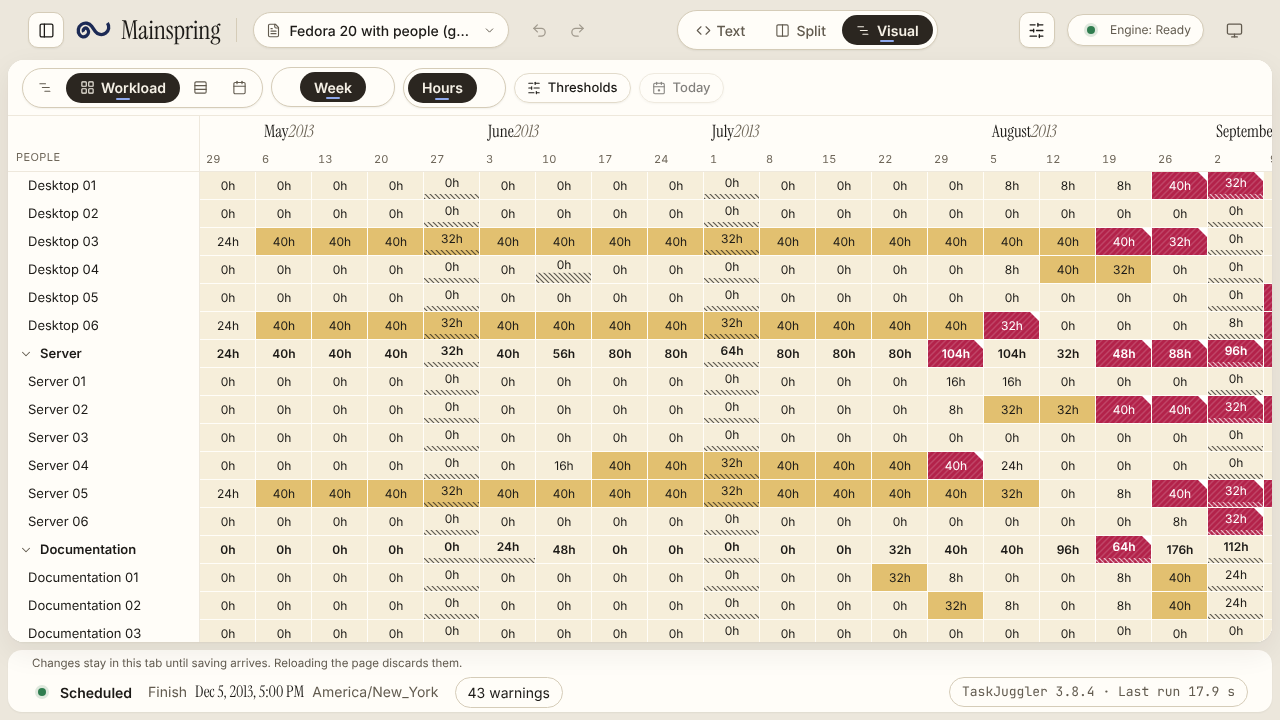 Mainspring
Fedora 20 with people (g...
Text Split Visual
Engine: Ready
Workload Week Hours Thresholds Today
May 2013 June 2013 July 2013 August 2013 Septembe
PEOPLE 29 6 13 20 27 3 10 17 24 1 8 15 22 29 5 12 19 26 2
Desktop 01 0h 0h 0h 0h 0h 0h 0h 0h 0h 0h 0h 0h 0h 0h 8h 8h 8h 40h 32h
Desktop 02 0h 0h 0h 0h 0h 0h 0h 0h 0h 0h 0h 0h 0h 0h 0h 0h 0h 0h 0h
Desktop 03 24h 40h 40h 40h 32h 40h 40h 40h 40h 32h 40h 40h 40h 40h 40h 40h 40h 32h 0h
Desktop 04 0h 0h 0h 0h 0h 0h 0h 0h 0h 0h 0h 0h 0h 0h 8h 40h 32h 0h 0h
Desktop 05 0h 0h 0h 0h 0h 0h 0h 0h 0h 0h 0h 0h 0h 0h 0h 0h 0h 0h 0h
Desktop 06 24h 40h 40h 40h 32h 40h 40h 40h 40h 32h 40h 40h 40h 40h 32h 0h 0h 0h 8h
Server 24h 40h 40h 40h 32h 40h 56h 80h 80h 64h 80h 80h 80h 104h 104h 32h 48h 88h 96h
Server 01 0h 0h 0h 0h 0h 0h 0h 0h 0h 0h 0h 0h 0h 16h 16h 0h 0h 0h 0h
Server 02 0h 0h 0h 0h 0h 0h 0h 0h 0h 0h 0h 0h 0h 8h 32h 32h 40h 40h 32h
Server 03 0h 0h 0h 0h 0h 0h 0h 0h 0h 0h 0h 0h 0h 0h 0h 0h 0h 0h 0h
Server 04 0h 0h 0h 0h 0h 0h 16h 40h 40h 32h 40h 40h 40h 40h 24h 0h 0h 0h 0h
Server 05 24h 40h 40h 40h 32h 40h 40h 40h 40h 32h 40h 40h 40h 40h 32h 0h 8h 40h 32h
Server 06 0h 0h 0h 0h 0h 0h 0h 0h 0h 0h 0h 0h 0h 0h 0h 0h 0h 8h 32h
Documentation 0h 0h 0h 0h 0h 24h 48h 0h 0h 0h 0h 0h 32h 40h 40h 96h 64h 176h 112h
Documentation 01 0h 0h 0h 0h 0h 0h 0h 0h 0h 0h 0h 0h 32h 8h 0h 0h 8h 40h 24h
Documentation 02 0h 0h 0h 0h 0h 0h 0h 0h 0h 0h 0h 0h 0h 32h 8h 0h 8h 40h 24h
Documentation 03 0h 0h 0h 0h 0h 0h 0h 0h 0h 0h 0h 0h 0h 0h 0h 0h 0h 0h 0h
Changes stay in this tab until saving arrives. Reloading the page discards them.
Scheduled Finish Dec 5, 2013, 5:00 PM America/New_York 43 warnings TaskJuggler 3.8.4 · Last run 17.9 s